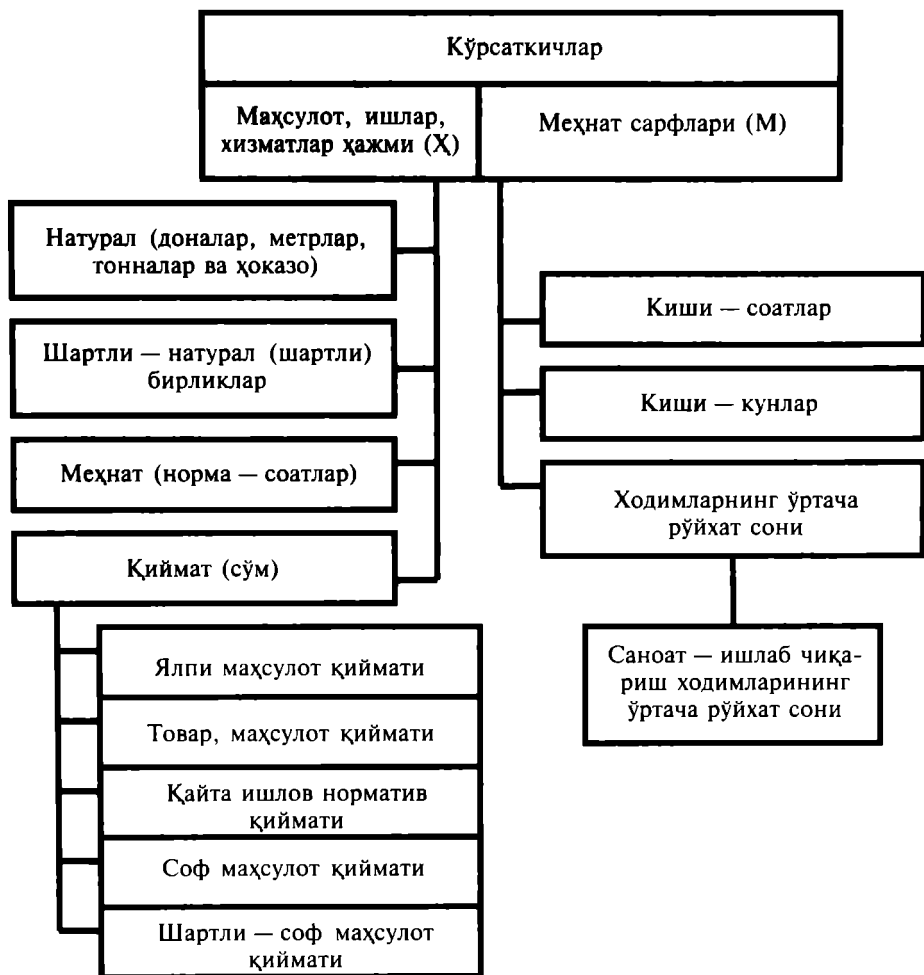 Кўрсаткичлар
Маҳсулот, ишлар,
хизматлар ҳажми (Ҳ)
Меҳнат сарфлари (М)
Натурал (доналар, метрлар,
тонналар ва ҳоказо)
Шартли — натурал (шартли)
бирликлар
Меҳнат (норма — соатлар)
Қиймат (сўм)
Ялпи маҳсулот қиймати
Товар, маҳсулот қиймати
Қайта ишлов норматив
қиймати
Соф маҳсулот қиймати
Шартли — соф маҳсулот
қиймати
Киши — соатлар
Киши — кунлар
Ходимларнинг ўртача
рўйхат сони
Саноат — ишлаб чиқа-
риш ходимларининг
ўртача рўйхат сони